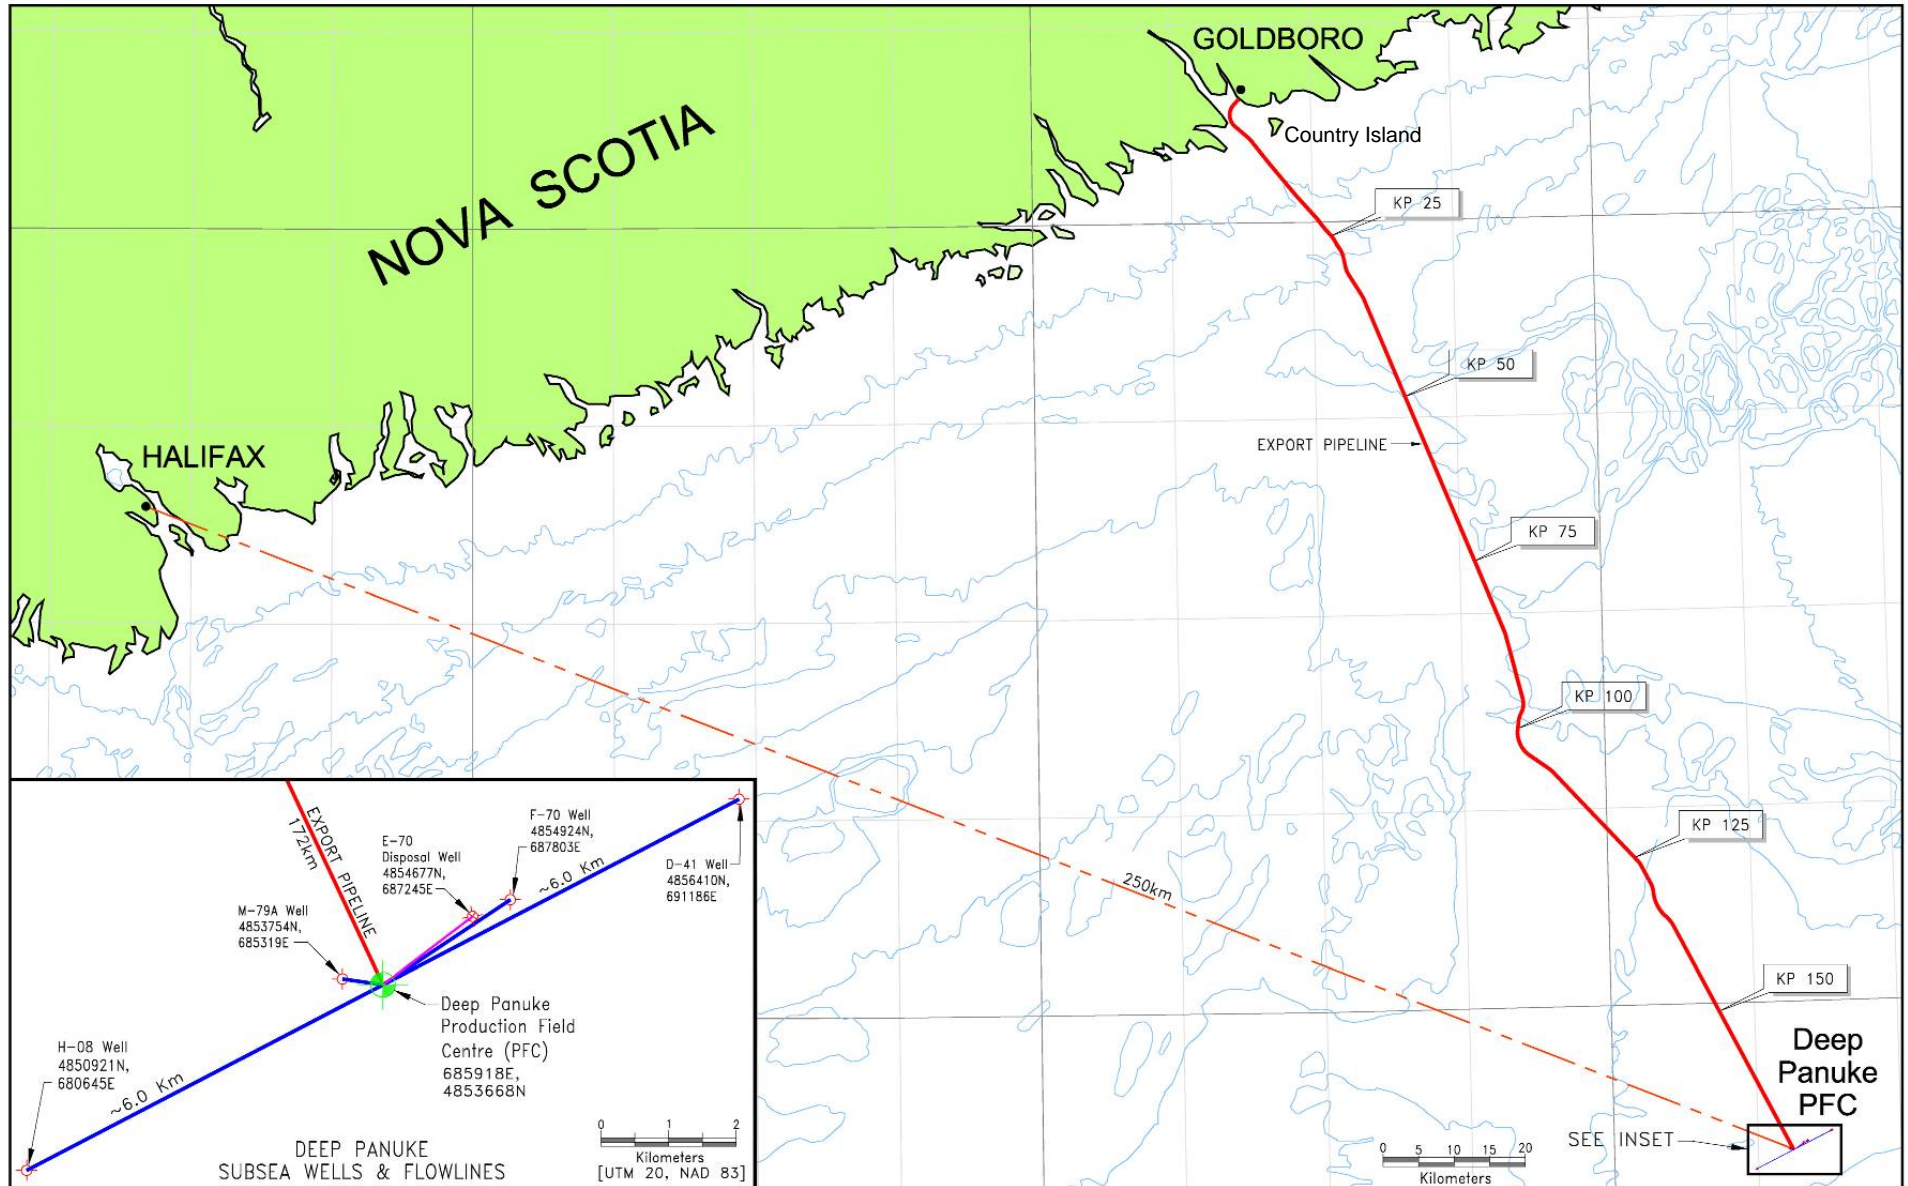 GOLDBORO
Country Island
NOVA SCOTIA
KP 25
KP 50
EXPORT PIPELINE
HALIFAX
KP 75
KP 100
KP 125
250km
KP 150
Deep
Panuke
PFC
SEE INSET
0 5 10 15 20
Kilometers
EXPORT PIPELINE
172km
F-70 Well
4854924N,
687803E
E-70
Disposal Well
4854677N,
687245E
~6.0 Km
D-41 Well
4856410N,
691186E
M-79A Well
4853754N,
685319E
Deep Panuke
Production Field
Centre (PFC)
685918E,
4853668N
H-08 Well
4850921N,
680645E
~6.0 Km
0 1 2
Kilometers
[UTM 20, NAD 83]
DEEP PANUKE
SUBSEA WELLS & FLOWLINES